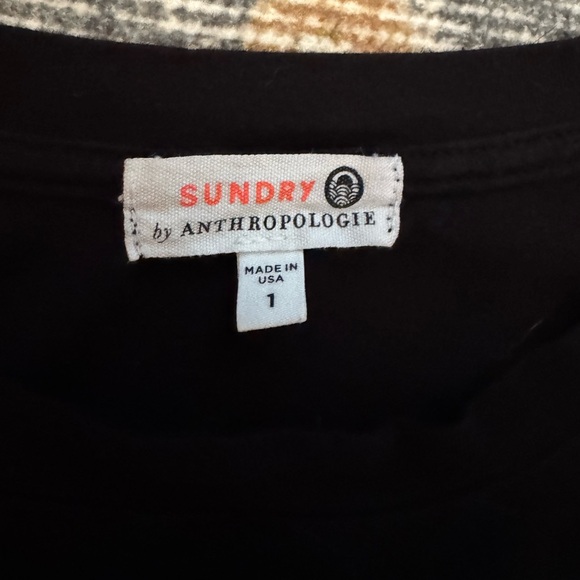 SUNDRY
by ANTHROPOLOGIE
MADE IN
USA
1